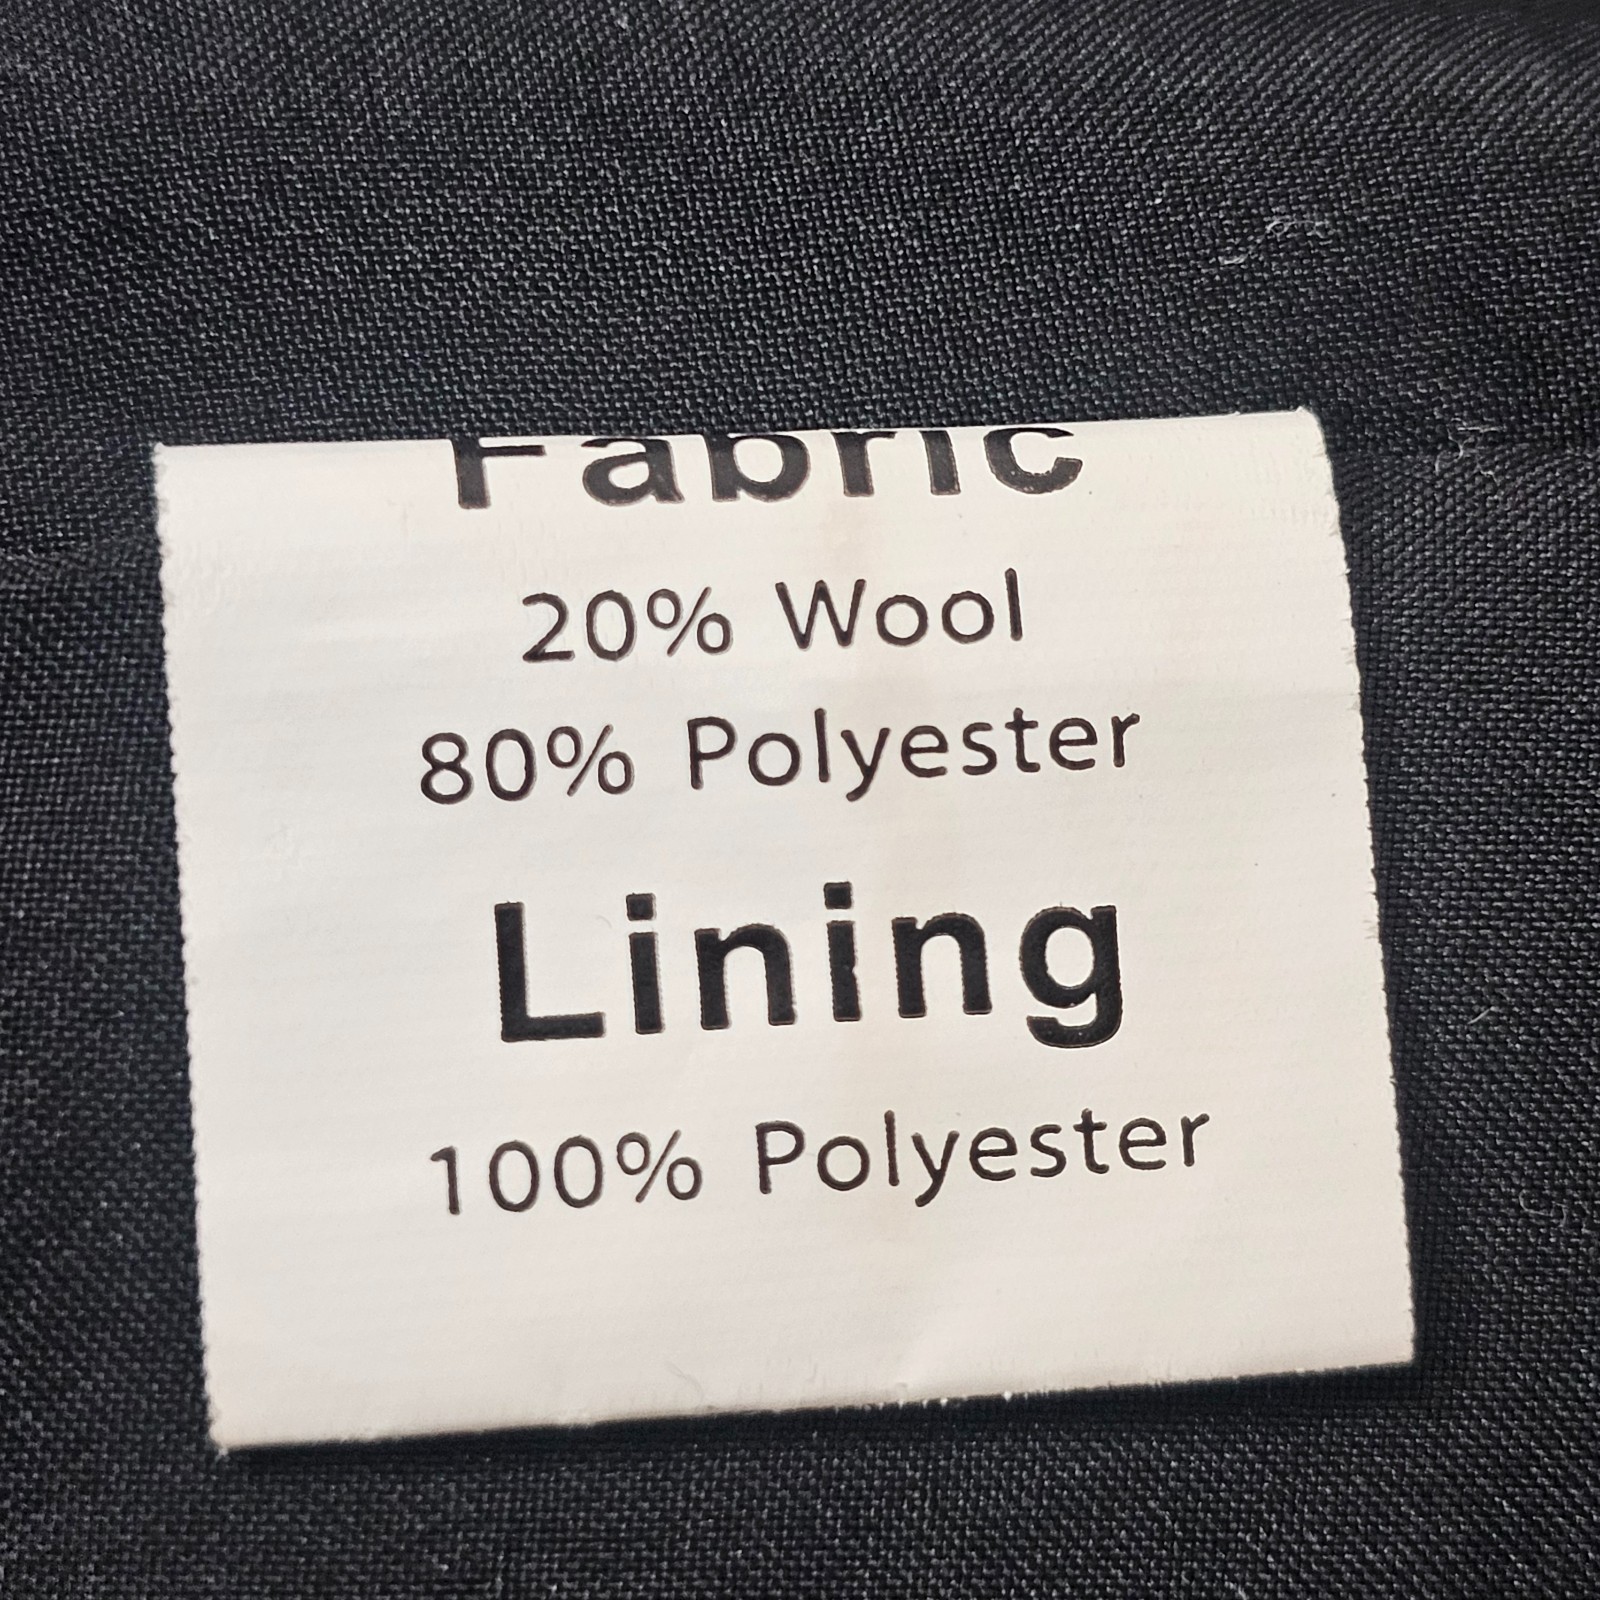 Fabric
20% Wool
80% Polyester
Lining
100% Polyester